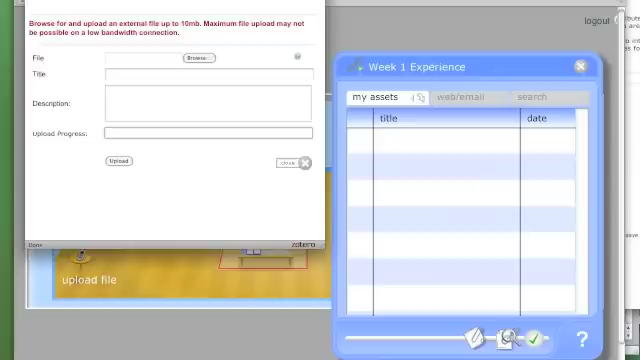 Browse for and upload an external file up to 10mb. Maximum file upload may not
be possible on a low bandwidth connection.
File
Browse...
Title
Description:
Upload Progress:
Upload
close
Done
zotero
upload file
logout
Week 1 Experience
my assets
web/email
search
title
date
?